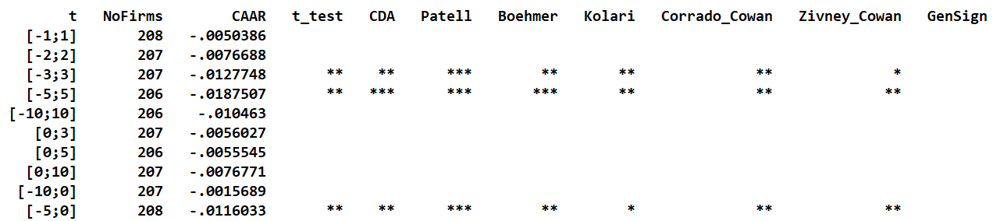 t NoFirms CAAR t_test CDA Patell Boehmer Kolari Corrado_Cowan Zivney_Cowan GenSign
[-1;1] 208 -.0050386
[-2;2] 207 -.0076688
[-3;3] 207 -.0127748 ** ** *** ** ** ** *
[-5;5] 206 -.0187507 ** *** *** *** ** ** **
[-10;10] 206 -.010463
[0;3] 207 -.0056027
[0;5] 206 -.0055545
[0;10] 207 -.0076771
[-10;0] 207 -.0015689
[-5;0] 208 -.0116033 ** ** *** ** * ** **